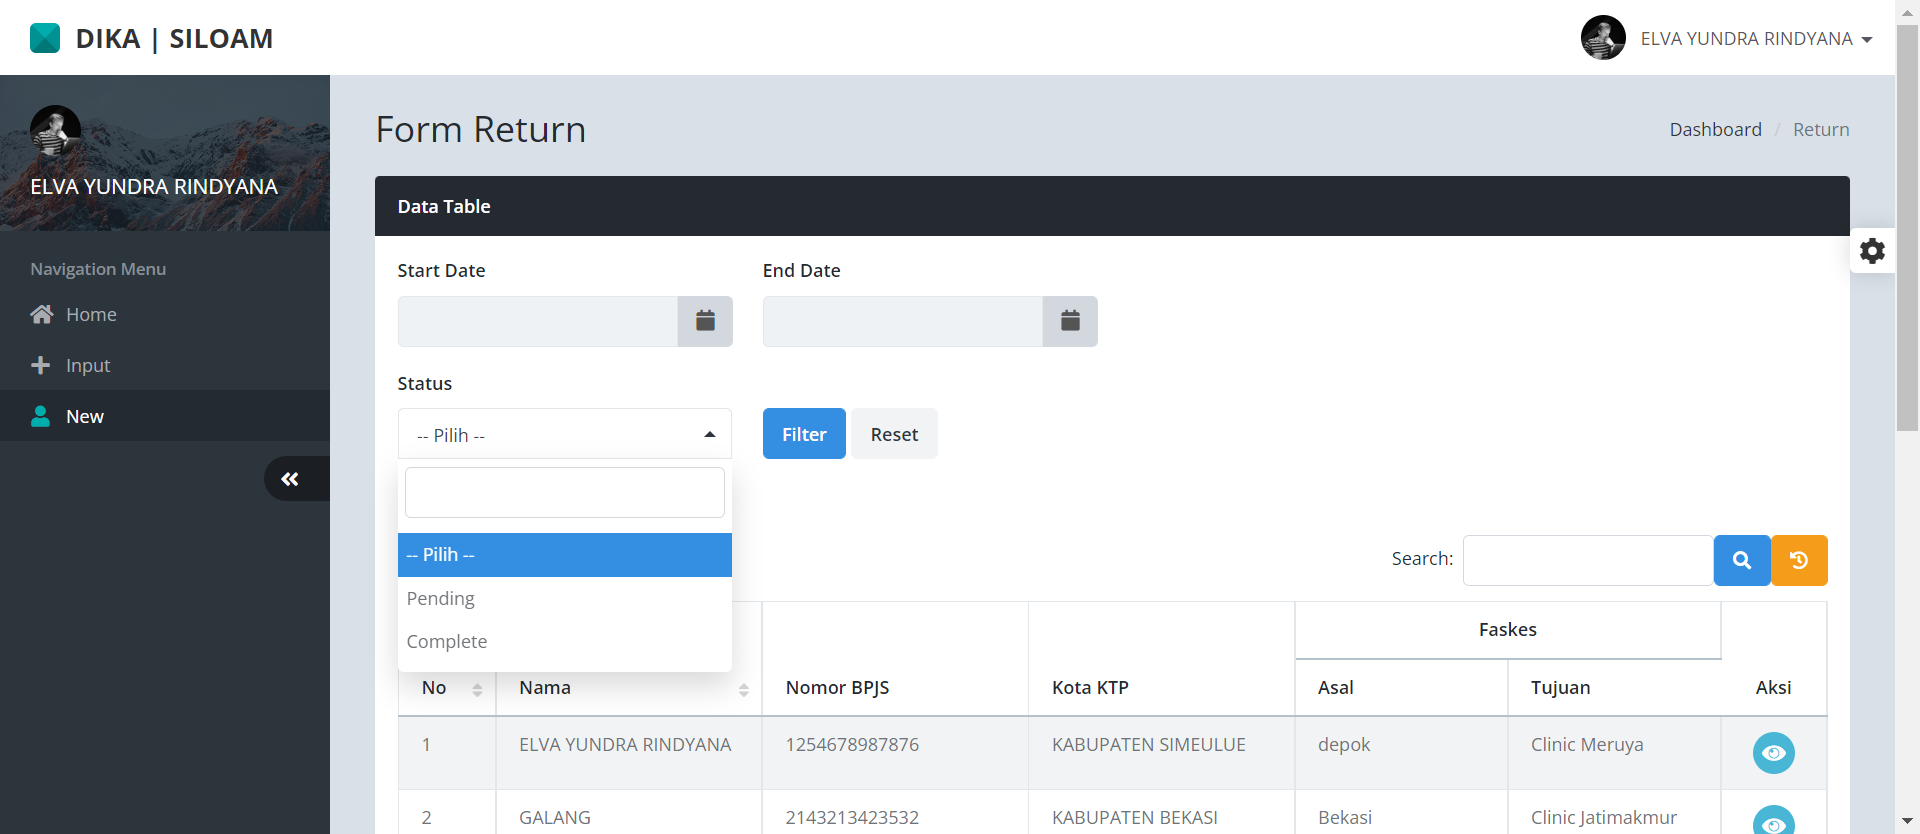 DIKA | SILOAM
ELVA YUNDRA RINDYANA
ELVA YUNDRA RINDYANA
Navigation Menu
Home
Input
New
Form Return
Dashboard / Return
Data Table
Start Date
End Date
Status
-- Pilih --
Filter
Reset
-- Pilih --
Pending
Complete
Search:
Faskes
No
Nama
Nomor BPJS
Kota KTP
Asal
Tujuan
Aksi
1 ELVA YUNDRA RINDYANA 1254678987876 KABUPATEN SIMEULUE depok Clinic Meruya
2 GALANG 2143213423532 KABUPATEN BEKASI Bekasi Clinic Jatimakmur